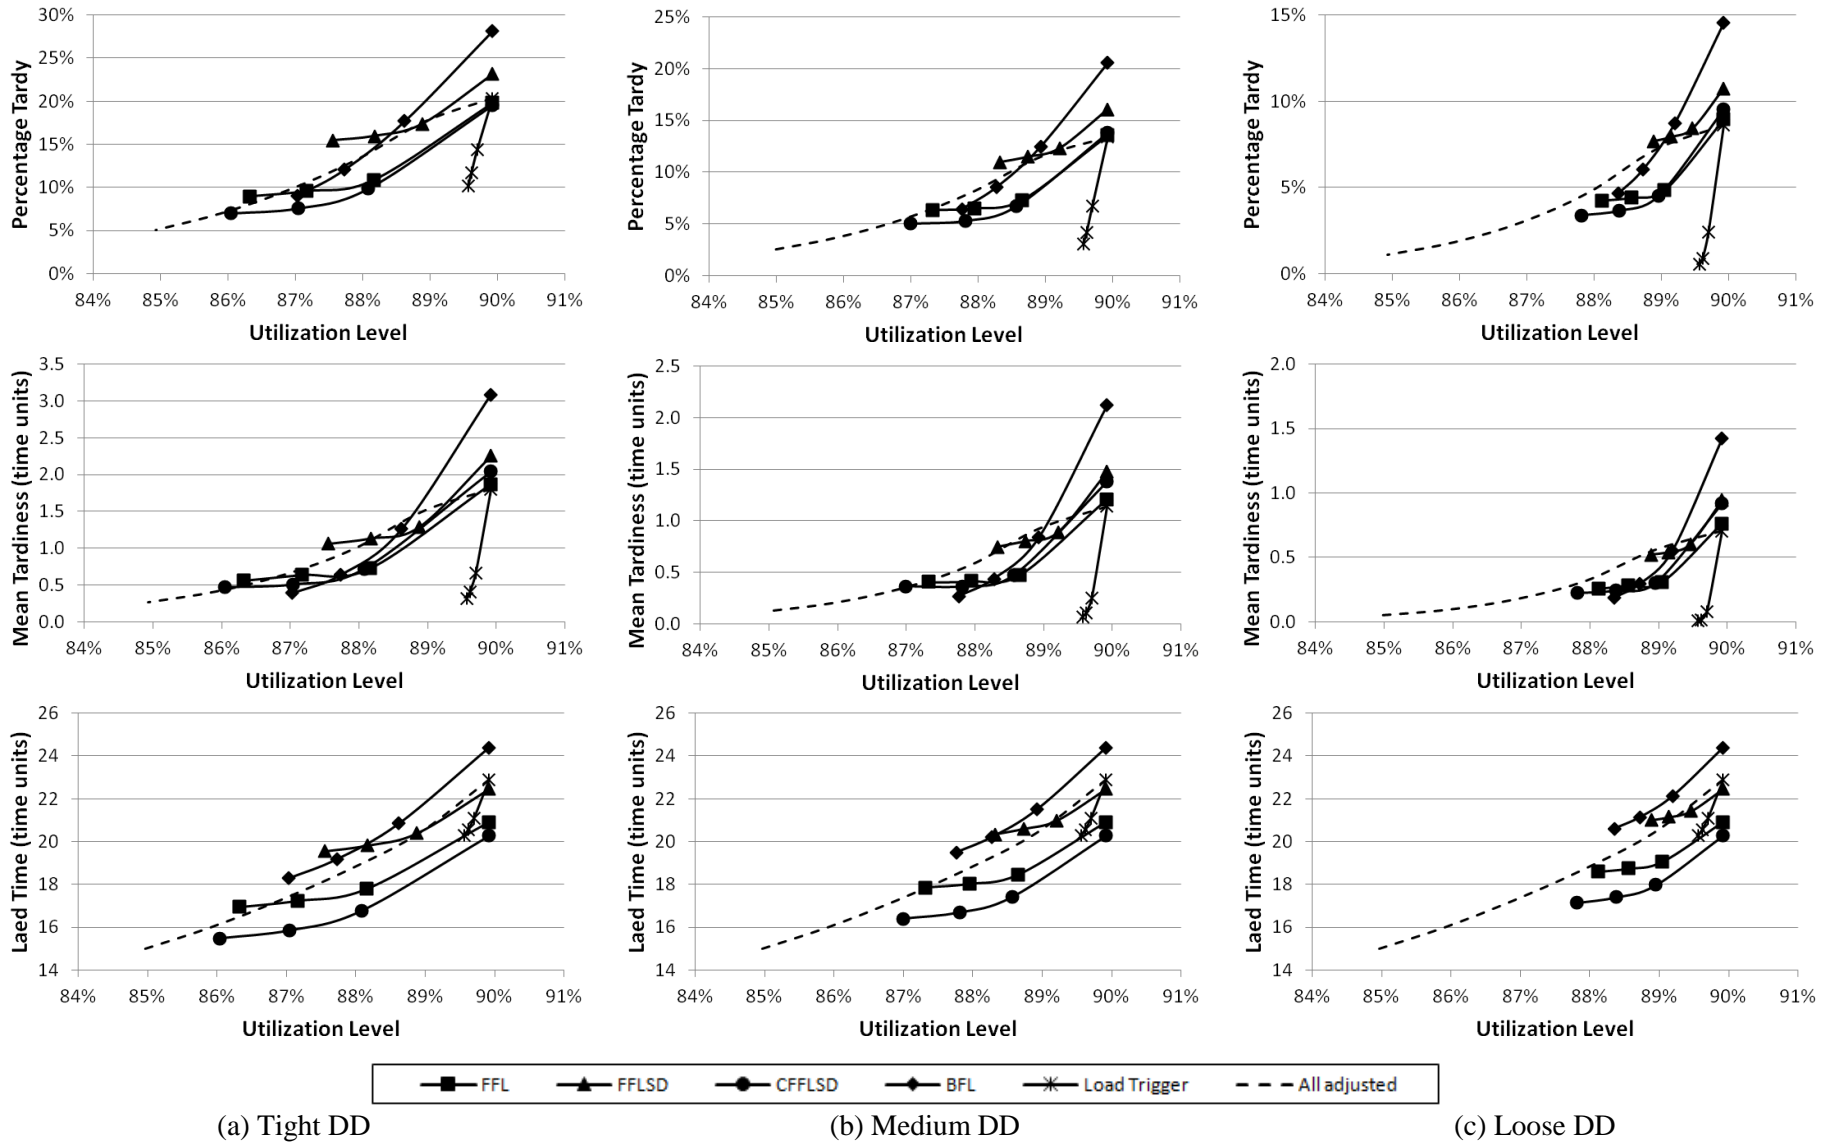 Percentage Tardy
30%
25%
20%
15%
10%
5%
0%
84% 85% 86% 87% 88% 89% 90% 91%
Utilization Level
Percentage Tardy
25%
20%
15%
10%
5%
0%
84% 85% 86% 87% 88% 89% 90% 91%
Utilization Level
Percentage Tardy
15%
10%
5%
0%
84% 85% 86% 87% 88% 89% 90% 91%
Utilization Level
Mean Tardiness (time units)
3.5
3.0
2.5
2.0
1.5
1.0
0.5
0.0
84% 85% 86% 87% 88% 89% 90% 91%
Utilization Level
Mean Tardiness (time units)
2.5
2.0
1.5
1.0
0.5
0.0
84% 85% 86% 87% 88% 89% 90% 91%
Utilization Level
Mean Tardiness (time units)
2.0
1.5
1.0
0.5
0.0
84% 85% 86% 87% 88% 89% 90% 91%
Utilization Level
Laed Time (time units)
26
24
22
20
18
16
14
84% 85% 86% 87% 88% 89% 90% 91%
Utilization Level
Laed Time (time units)
26
24
22
20
18
16
14
84% 85% 86% 87% 88% 89% 90% 91%
Utilization Level
Laed Time (time units)
26
24
22
20
18
16
14
84% 85% 86% 87% 88% 89% 90% 91%
Utilization Level
FFL FFLSD CFFLSD BFL Load Trigger All adjusted
(a) Tight DD
(b) Medium DD
(c) Loose DD